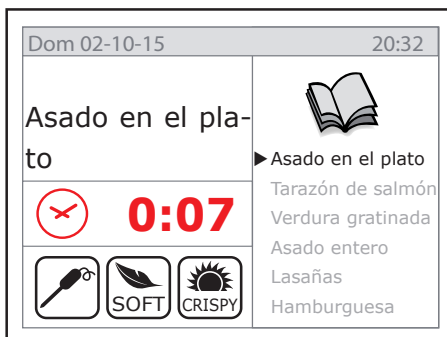 Dom 02-10-15 20:32
Asado en el pla-
to
0:07
SOFT
CRISPY
Asado en el plato
Tarazón de salmón
Verdura gratinada
Asado entero
Lasañas
Hamburguesa